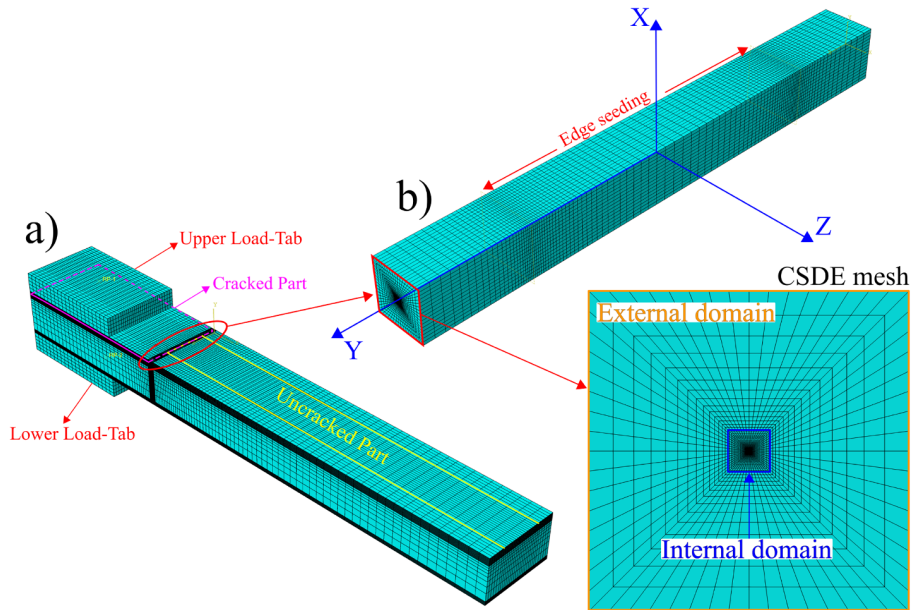 X
Edge seeding
b)
a)
Z
Upper Load-Tab
Cracked Part
Y
CSDE mesh
External domain
Uncracked Part
Lower Load-Tab
Internal domain